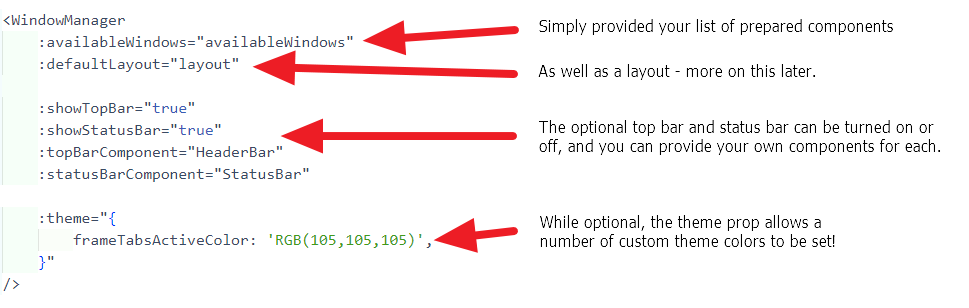 <WindowManager
Simply provided your list of prepared components
:availableWindows="availableWindows"
:defaultLayout="layout"
As well as a layout - more on this later.
:showTopBar="true"
:showStatusBar="true"
:topBarComponent="HeaderBar"
:statusBarComponent="StatusBar"
The optional top bar and status bar can be turned on or
off, and you can provide your own components for each.
:theme="{
frameTabsActiveColor: 'RGB(105,105,105)',
}"
/>
While optional, the theme prop allows a
number of custom theme colors to be set!